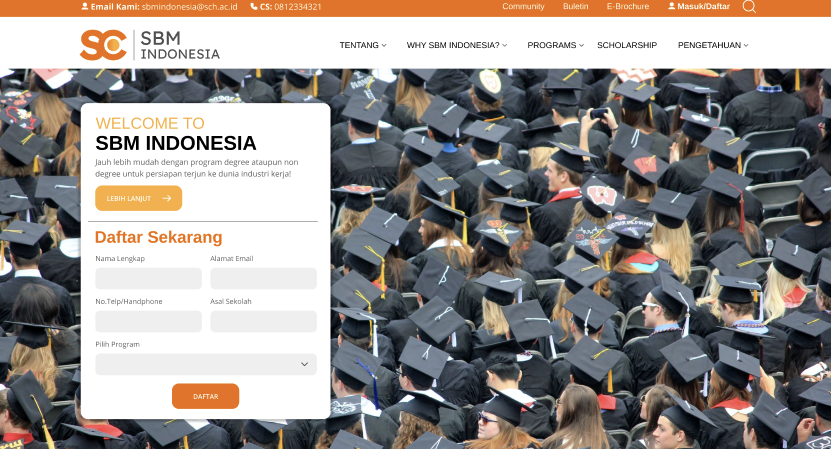 Email Kami: sbmindonesia@sch.ac.id CS: 0812334321 Community Buletin E-Brochure Masuk/Daftar
SC SBM INDONESIA
TENTANG WHY SBM INDONESIA? PROGRAMS SCHOLARSHIP PENGETAHUAN
WELCOME TO
SBM INDONESIA
Jauh lebih mudah dengan program degree ataupun non
degree untuk persiapan terjun ke dunia industri kerja!
LEBIH LANJUT
Daftar Sekarang
Nama Lengkap Alamat Email
No.Telp/Handphone Asal Sekolah
Pilih Program
DAFTAR